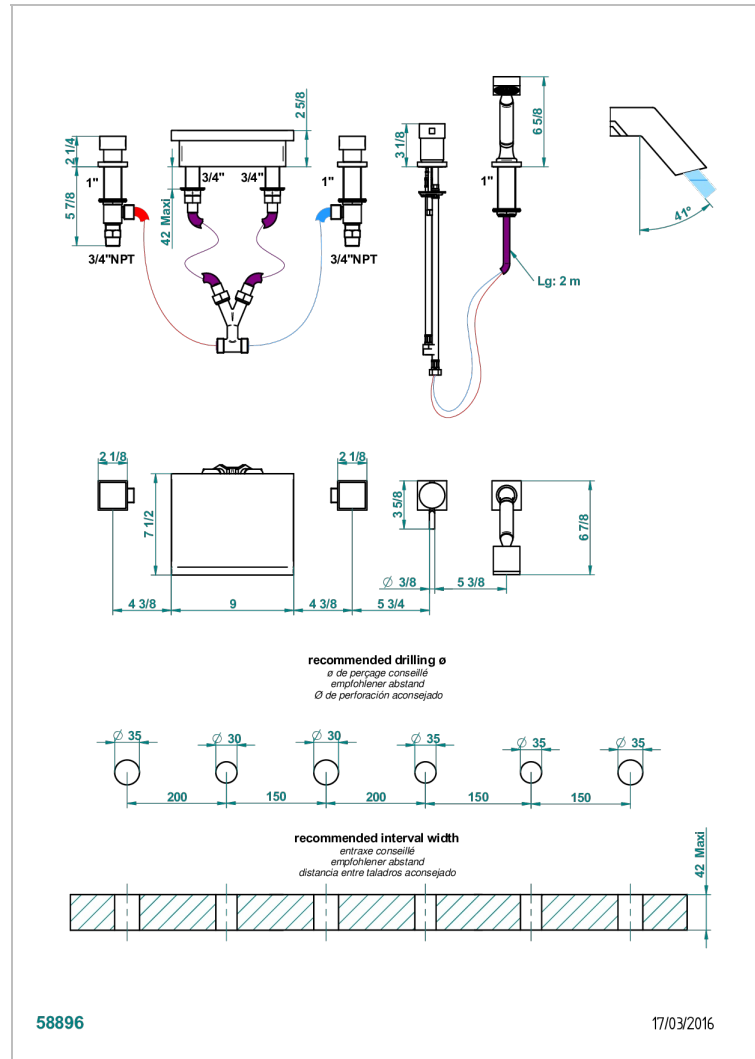 2 5/8
6 5/8
3 1/8
2 1/4
3/4"
3/4"
1"
1"
1"
5 7/8
42 Maxi
41°
3/4"NPT
3/4"NPT
Lg: 2 m
2 1/8
2 1/8
7 1/2
3 5/8
6 7/8
Ø 3/8
5 3/8
4 3/8
9
4 3/8
5 3/4
recommended drilling ø
ø de perçage conseillé
empfohlener abstand
Ø de perforación aconsejado
Ø 35
Ø 30
Ø 30
Ø 35
Ø 35
Ø 35
200
150
200
150
150
recommended interval width
entraxe conseillé
empfohlener abstand
distancia entre taladros aconsejado
42 Maxi
58896
17/03/2016